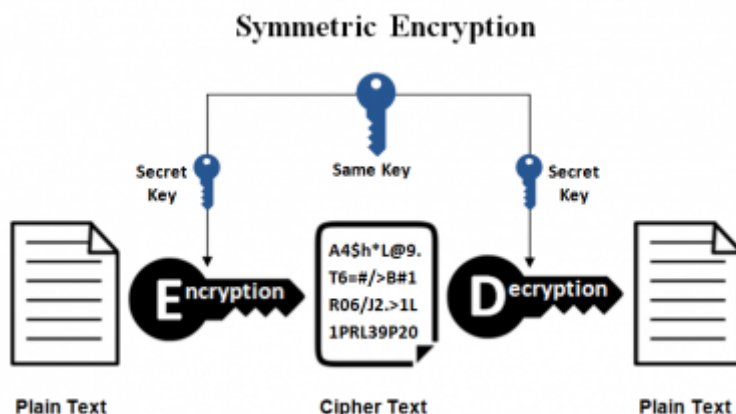 Symmetric Encryption
Secret
Key
Same Key
Secret
Key
Encryption
A4$h*L@9.
T6=#/>B#1
R06/J2.>1L
1PRL39P20
Decryption
Plain Text
Cipher Text
Plain Text